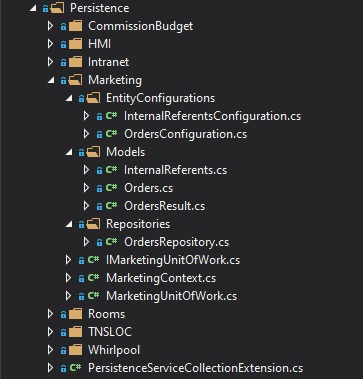 Persistence
CommissionBudget
HMI
Intranet
Marketing
EntityConfigurations
C# InternalReferentsConfiguration.cs
C# OrdersConfiguration.cs
Models
C# InternalReferents.cs
C# Orders.cs
C# OrdersResult.cs
Repositories
C# OrdersRepository.cs
C# IMarketingUnitOfWork.cs
C# MarketingContext.cs
C# MarketingUnitOfWork.cs
Rooms
TNSLOC
Whirlpool
C# PersistenceServiceCollectionExtension.cs